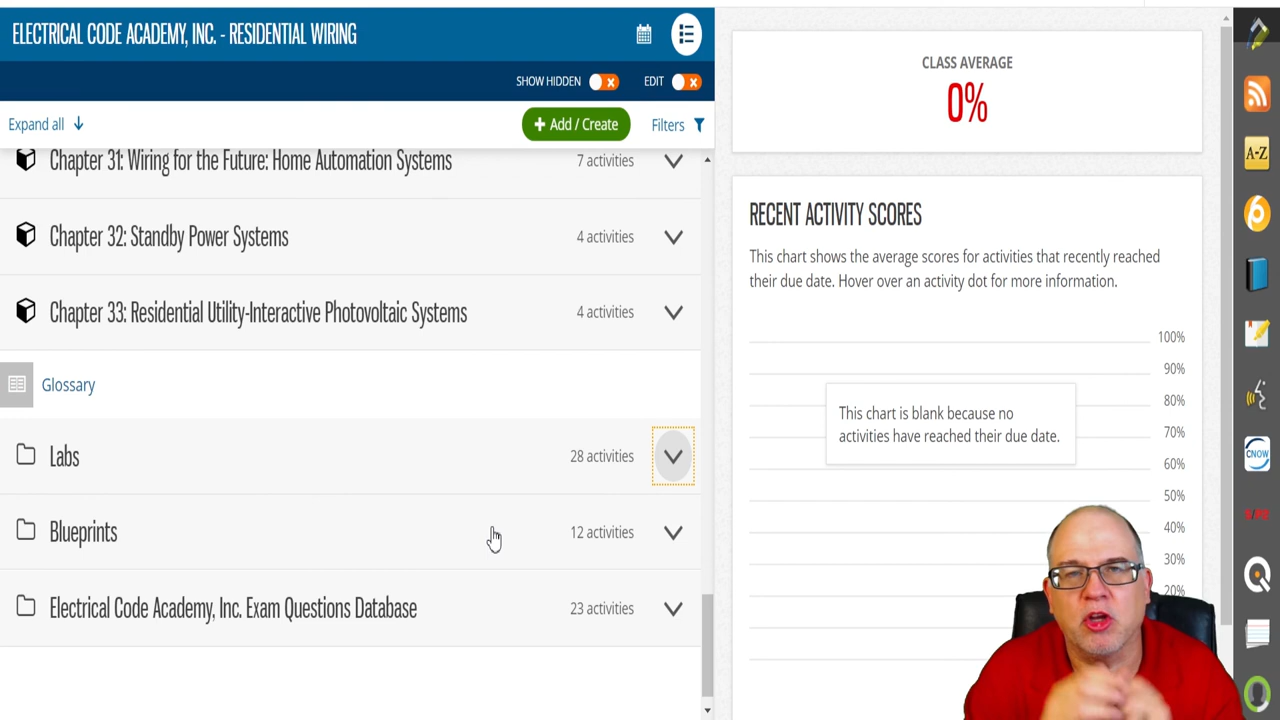 ELECTRICAL CODE ACADEMY, INC. - RESIDENTIAL WIRING
SHOW HIDDEN
EDIT
Expand all
+ Add / Create
Filters
Chapter 31: Wiring for the Future: Home Automation Systems
7 activities
Chapter 32: Standby Power Systems
4 activities
Chapter 33: Residential Utility-Interactive Photovoltaic Systems
4 activities
Glossary
Labs
28 activities
Blueprints
12 activities
Electrical Code Academy, Inc. Exam Questions Database
23 activities
CLASS AVERAGE
0%
RECENT ACTIVITY SCORES
This chart shows the average scores for activities that recently reached
their due date. Hover over an activity dot for more information.
100%
90%
80%
70%
60%
50%
40%
30%
20%
This chart is blank because no
activities have reached their due date.
A-Z
CNOW